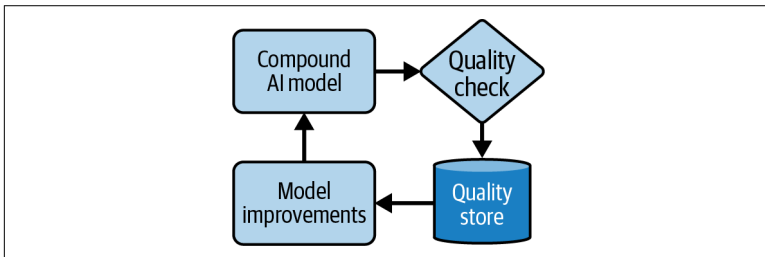 Compound
AI model
Quality
check
Model
improvements
Quality
store